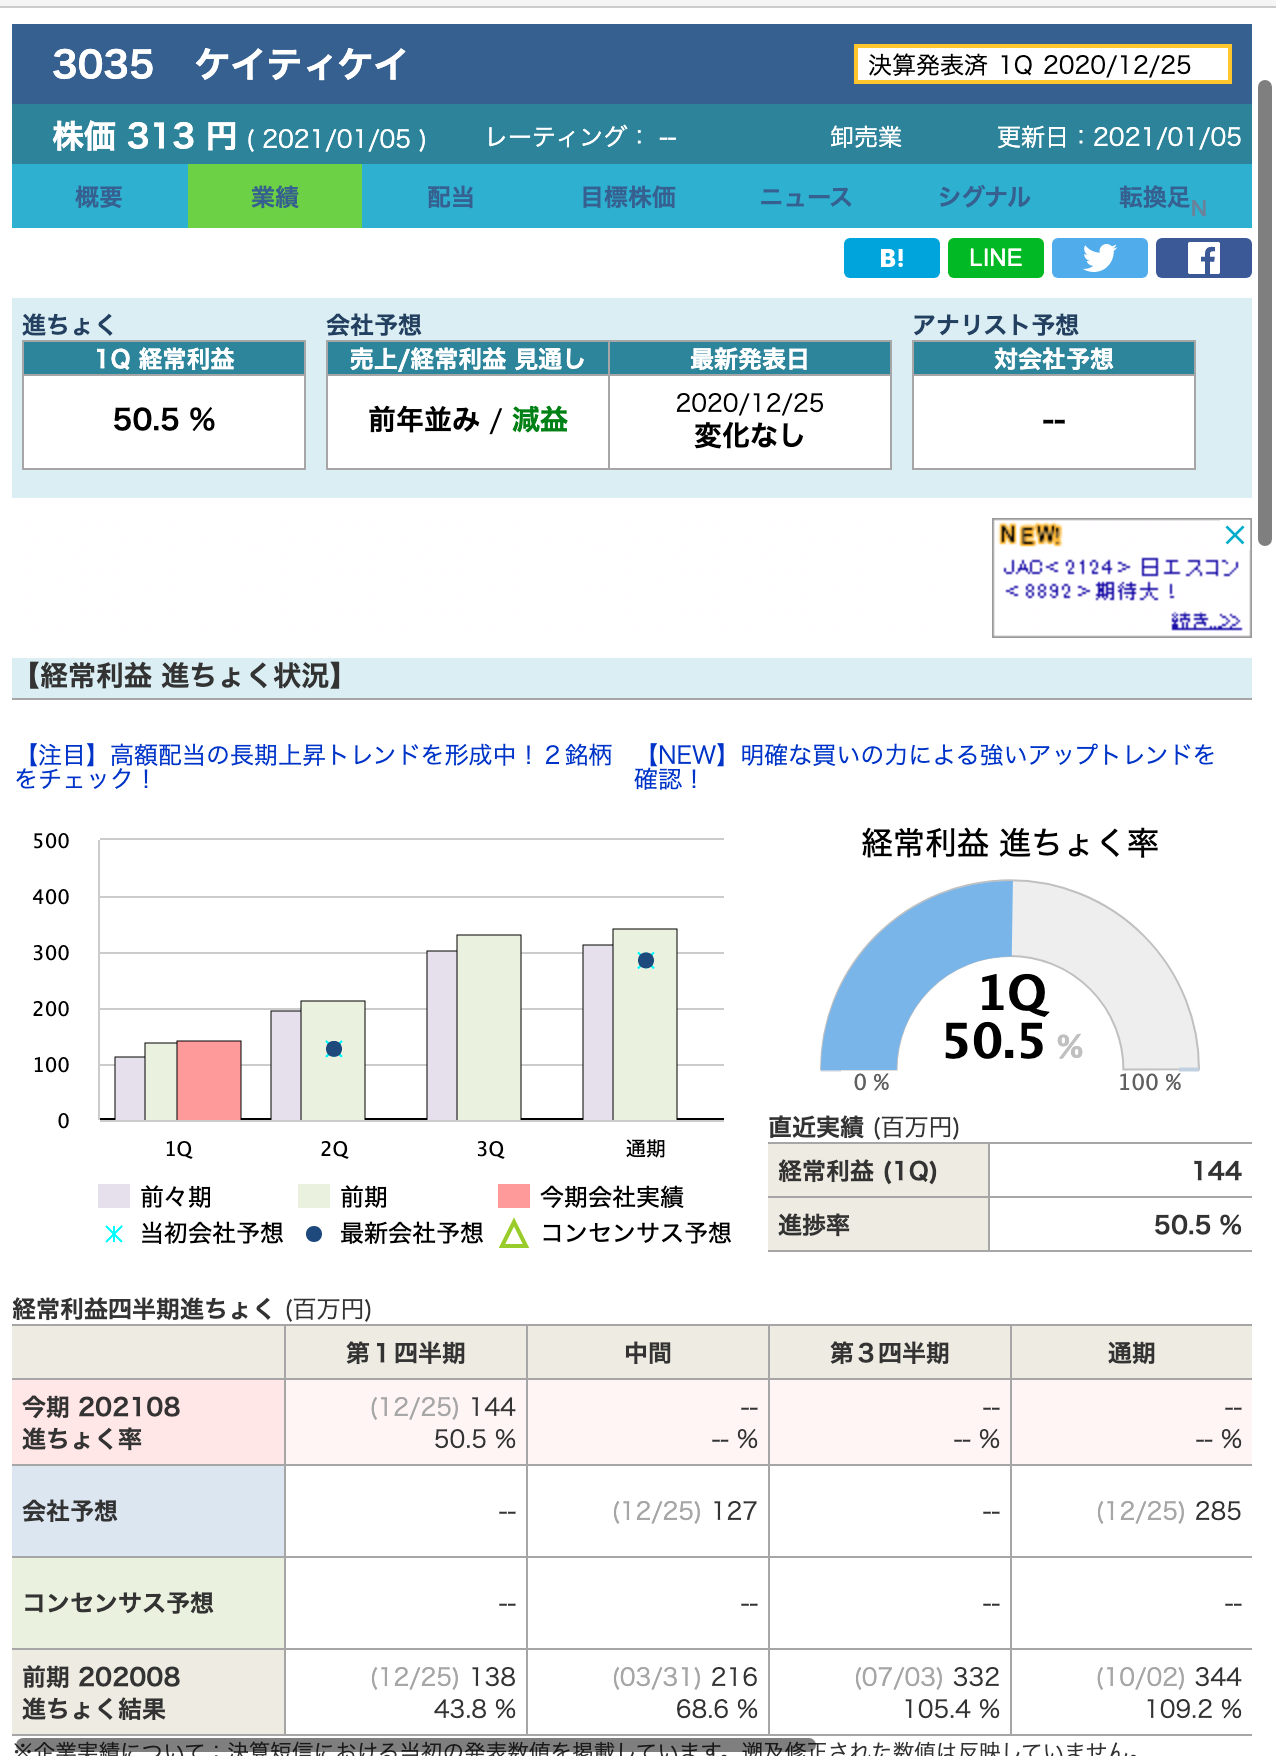 3035 ケイティケイ
決算発表済 1Q 2020/12/25
株価 313 円 ( 2021/01/05 ) レーティング： -- 卸売業 更新日：2021/01/05
概要 業績 配当 目標株価 ニュース シグナル 転換足N
B! LINE
進ちょく 会社予想 アナリスト予想
1Q 経常利益 売上/経常利益 見通し 最新発表日 対会社予想
50.5 % 前年並み / 減益 2020/12/25 --
変化なし
NEW!
JAC<2124> 日エスコン
<8892>期待大！
続き..>>
【経常利益 進ちょく状況】
【注目】高額配当の長期上昇トレンドを形成中！２銘柄
をチェック！
【NEW】明確な買いの力による強いアップトレンドを
確認！
500
400
300
200
100
0
1Q 2Q 3Q 通期
前々期 前期 今期会社実績
当初会社予想 最新会社予想 コンセンサス予想
経常利益 進ちょく率
1Q
50.5 %
0 % 100 %
直近実績 (百万円)
経常利益 (1Q) 144
進捗率 50.5 %
経常利益四半期進ちょく (百万円)
第１四半期 中間 第３四半期 通期
今期 202108 (12/25) 144 -- -- --
進ちょく率 50.5 % -- % -- % -- %
会社予想 -- (12/25) 127 -- (12/25) 285
コンセンサス予想 -- -- -- --
前期 202008 (12/25) 138 (03/31) 216 (07/03) 332 (10/02) 344
進ちょく結果 43.8 % 68.6 % 105.4 % 109.2 %
※企業実績について：決算短信における当初の発表数値を掲載しています。遡及修正された数値は反映していません。